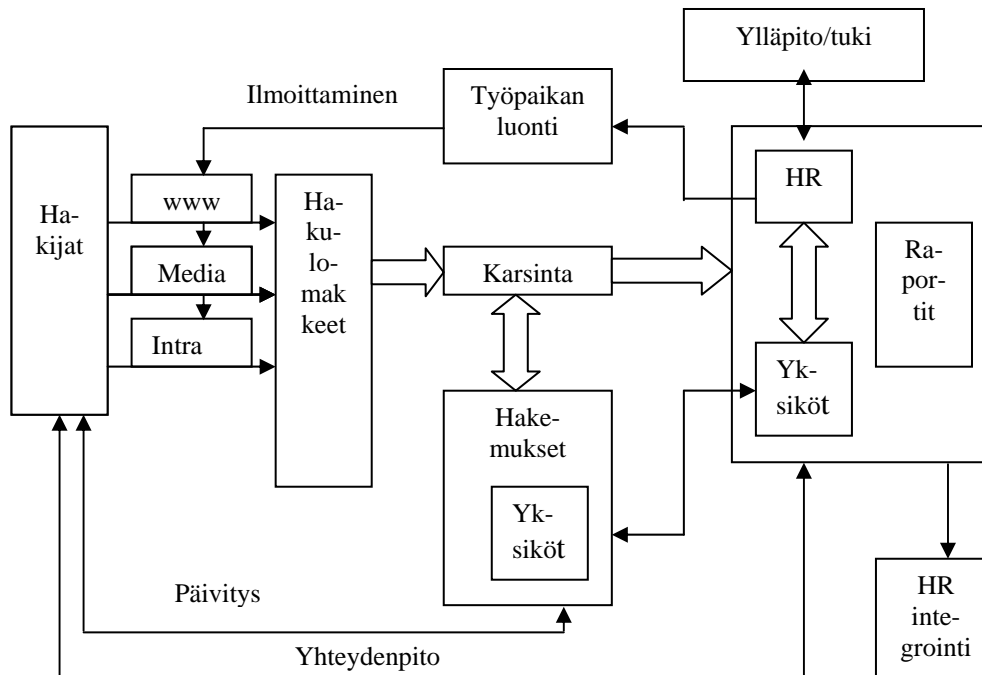 Ylläpito/tuki
Ilmoittaminen
Työpaikan
luonti
Ha-
kijat
www
Media
Intra
Ha-
ku-
lo-
mak
keet
Karsinta
HR
Ra-
por-
tit
Yk-
siköt
Hake-
mukset
Yk-
siköt
Päivitys
Yhteydenpito
HR
inte-
grointi